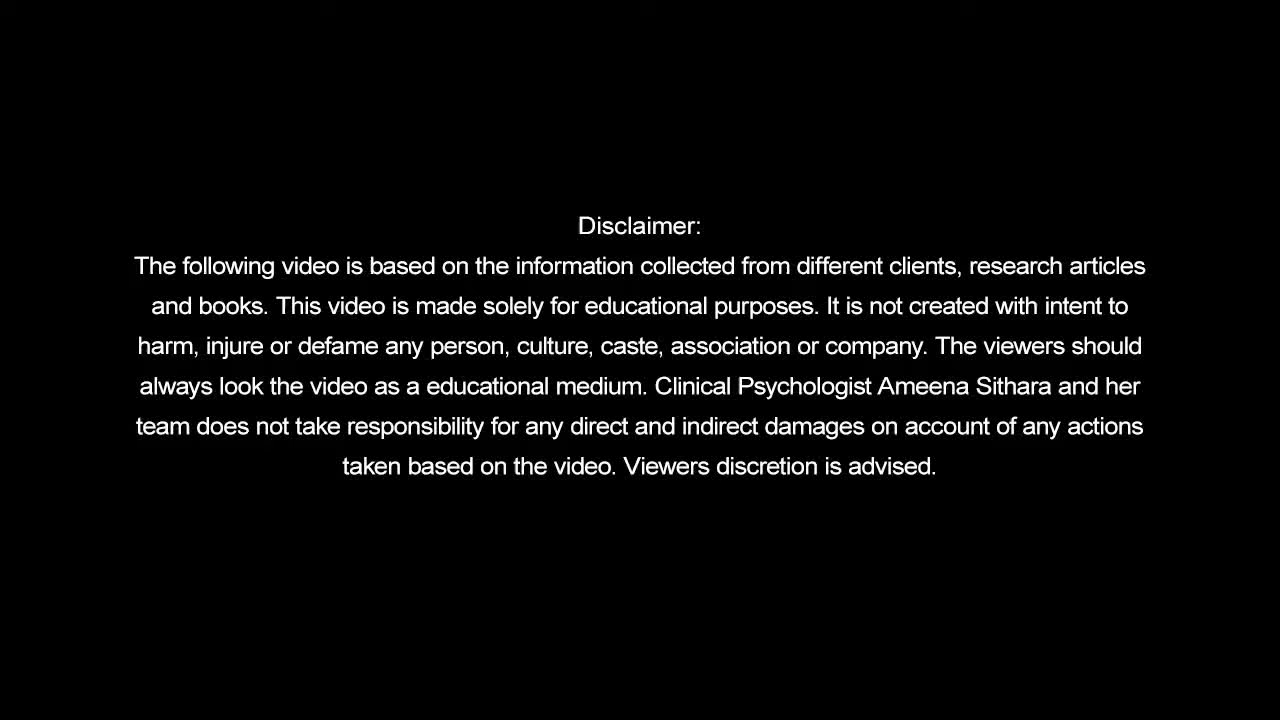 Disclaimer:
The following video is based on the information collected from different clients, research articles
and books. This video is made solely for educational purposes. It is not created with intent to
harm, injure or defame any person, culture, caste, association or company. The viewers should
always look the video as a educational medium. Clinical Psychologist Ameena Sithara and her
team does not take responsibility for any direct and indirect damages on account of any actions
taken based on the video. Viewers discretion is advised.